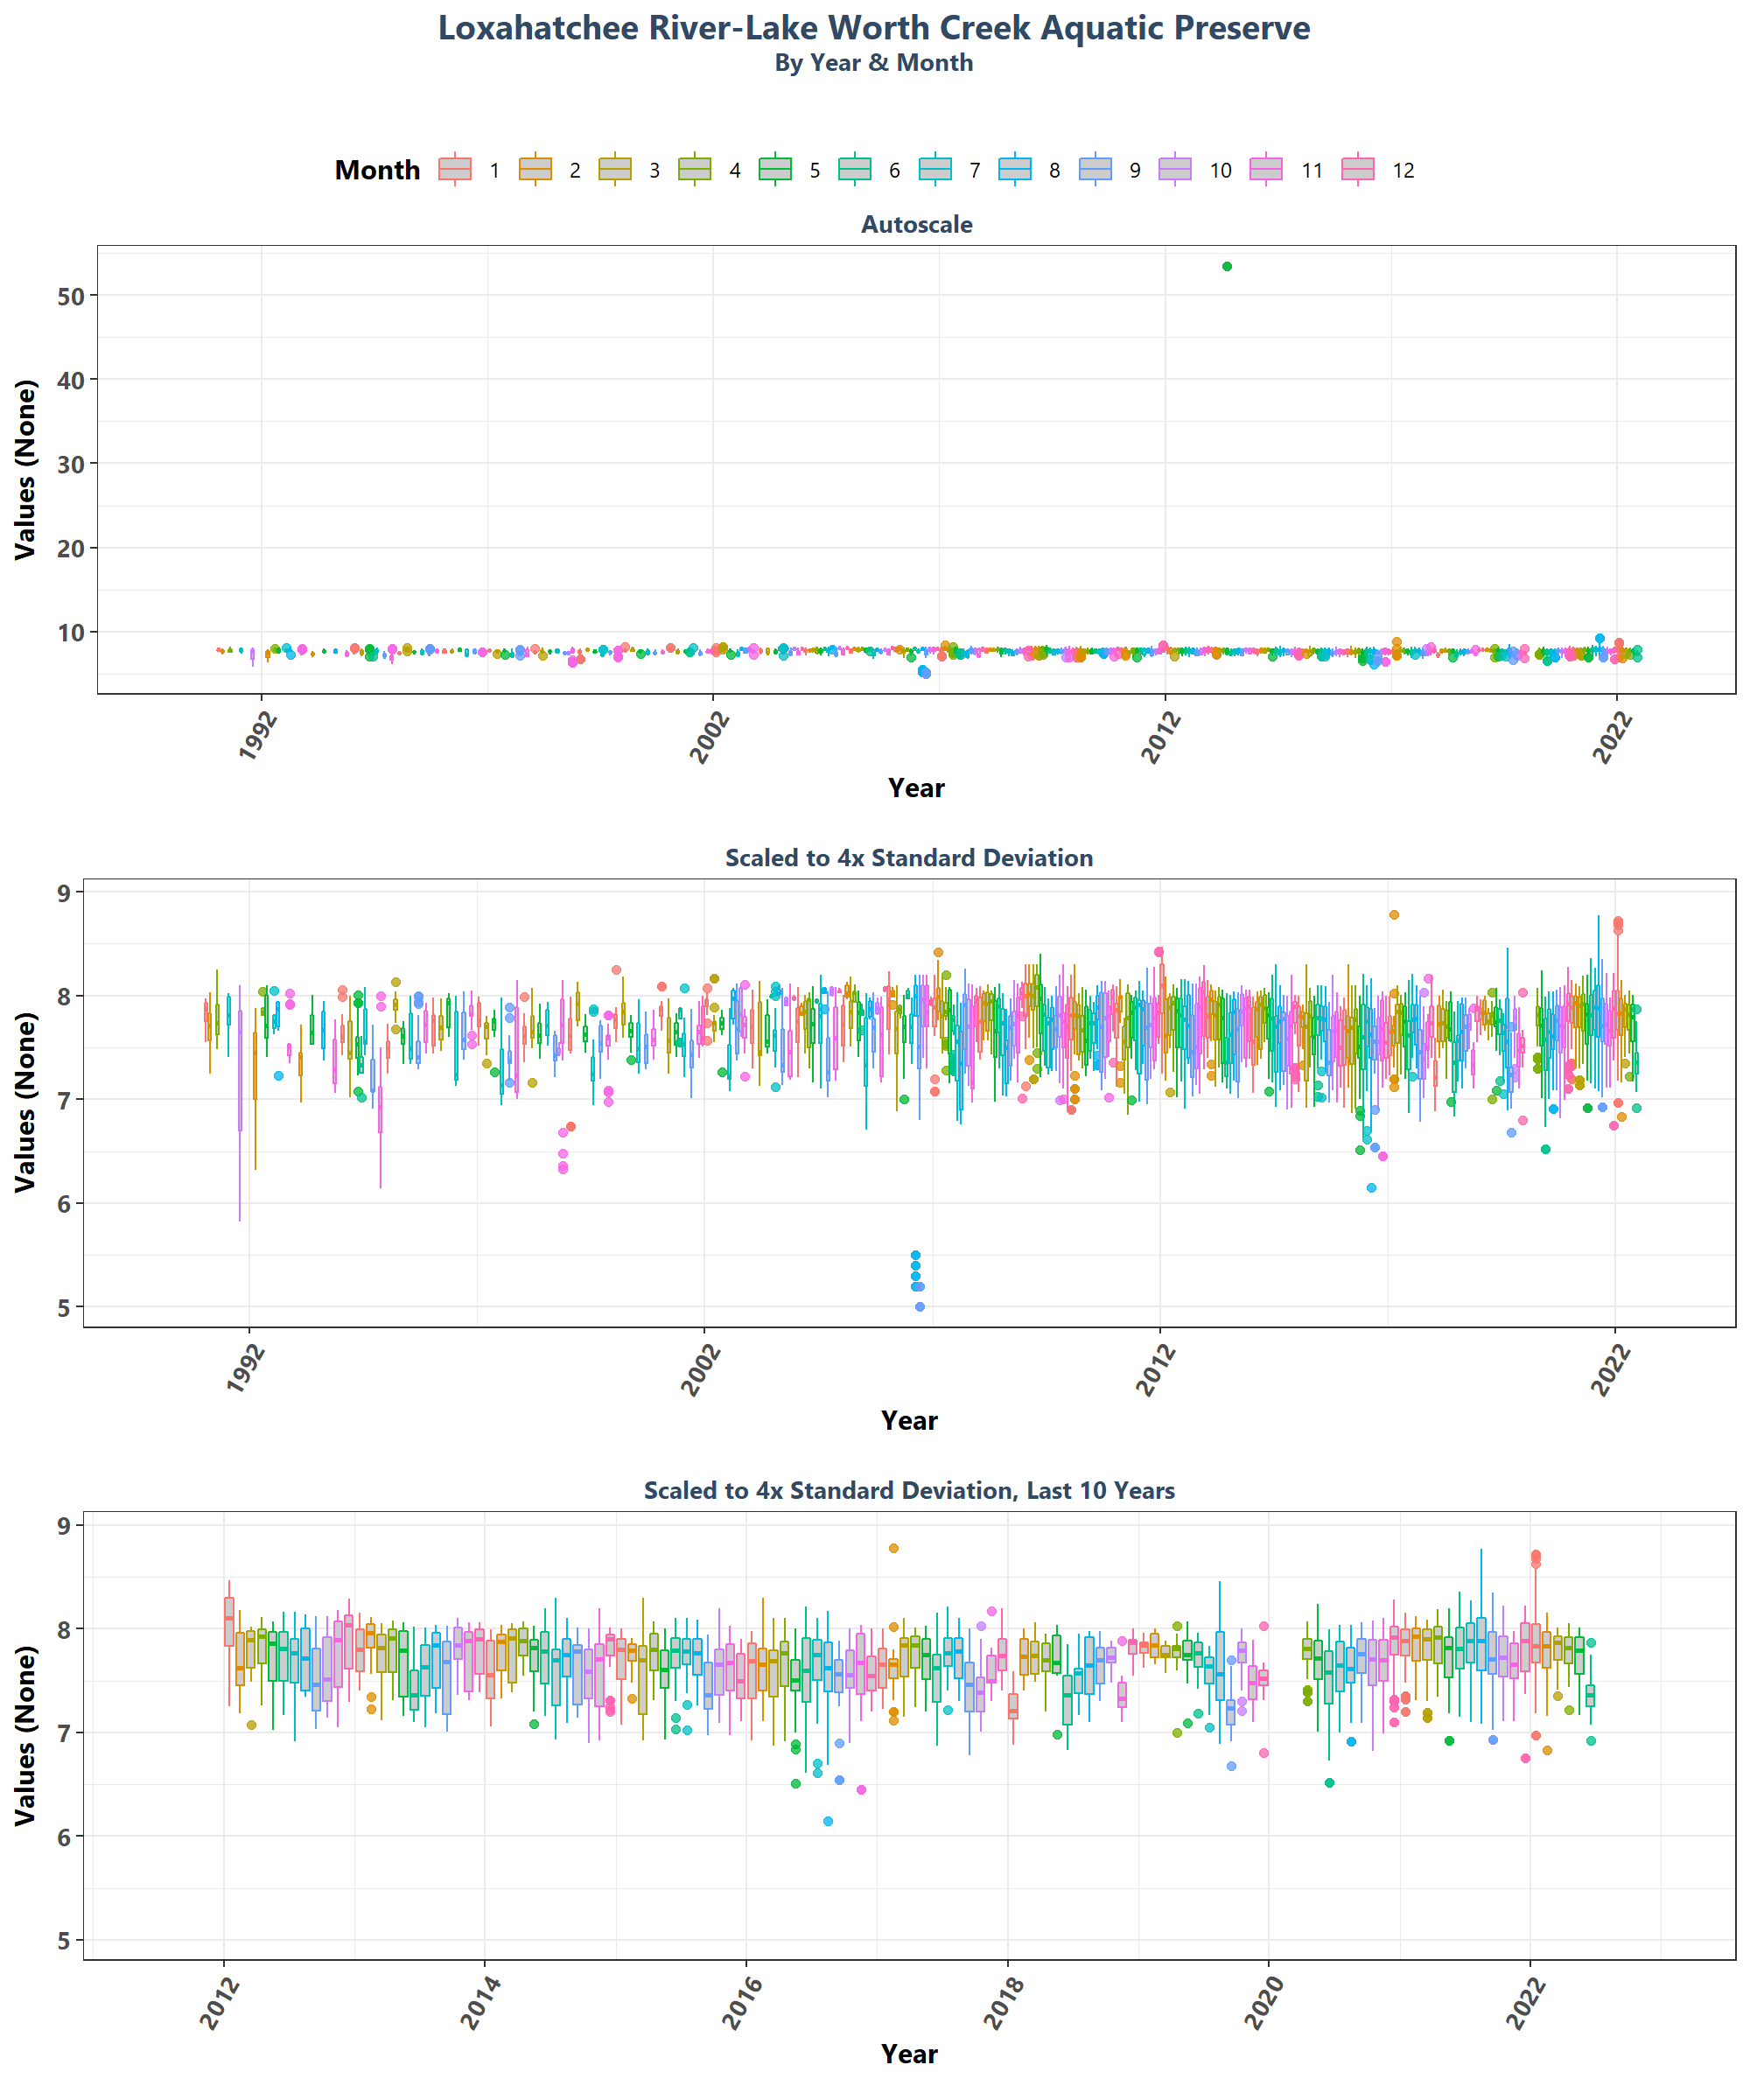 Loxahatchee River-Lake Worth Creek Aquatic Preserve
By Year & Month
Month 1 2 3 4 5 6 7 8 9 10 11 12
Autoscale
50
40
30
20
10
Values (None)
1992 2002 2012 2022
Year
Scaled to 4x Standard Deviation
9
8
7
6
5
Values (None)
1992 2002 2012 2022
Year
Scaled to 4x Standard Deviation, Last 10 Years
9
8
7
6
5
Values (None)
2012 2014 2016 2018 2020 2022
Year